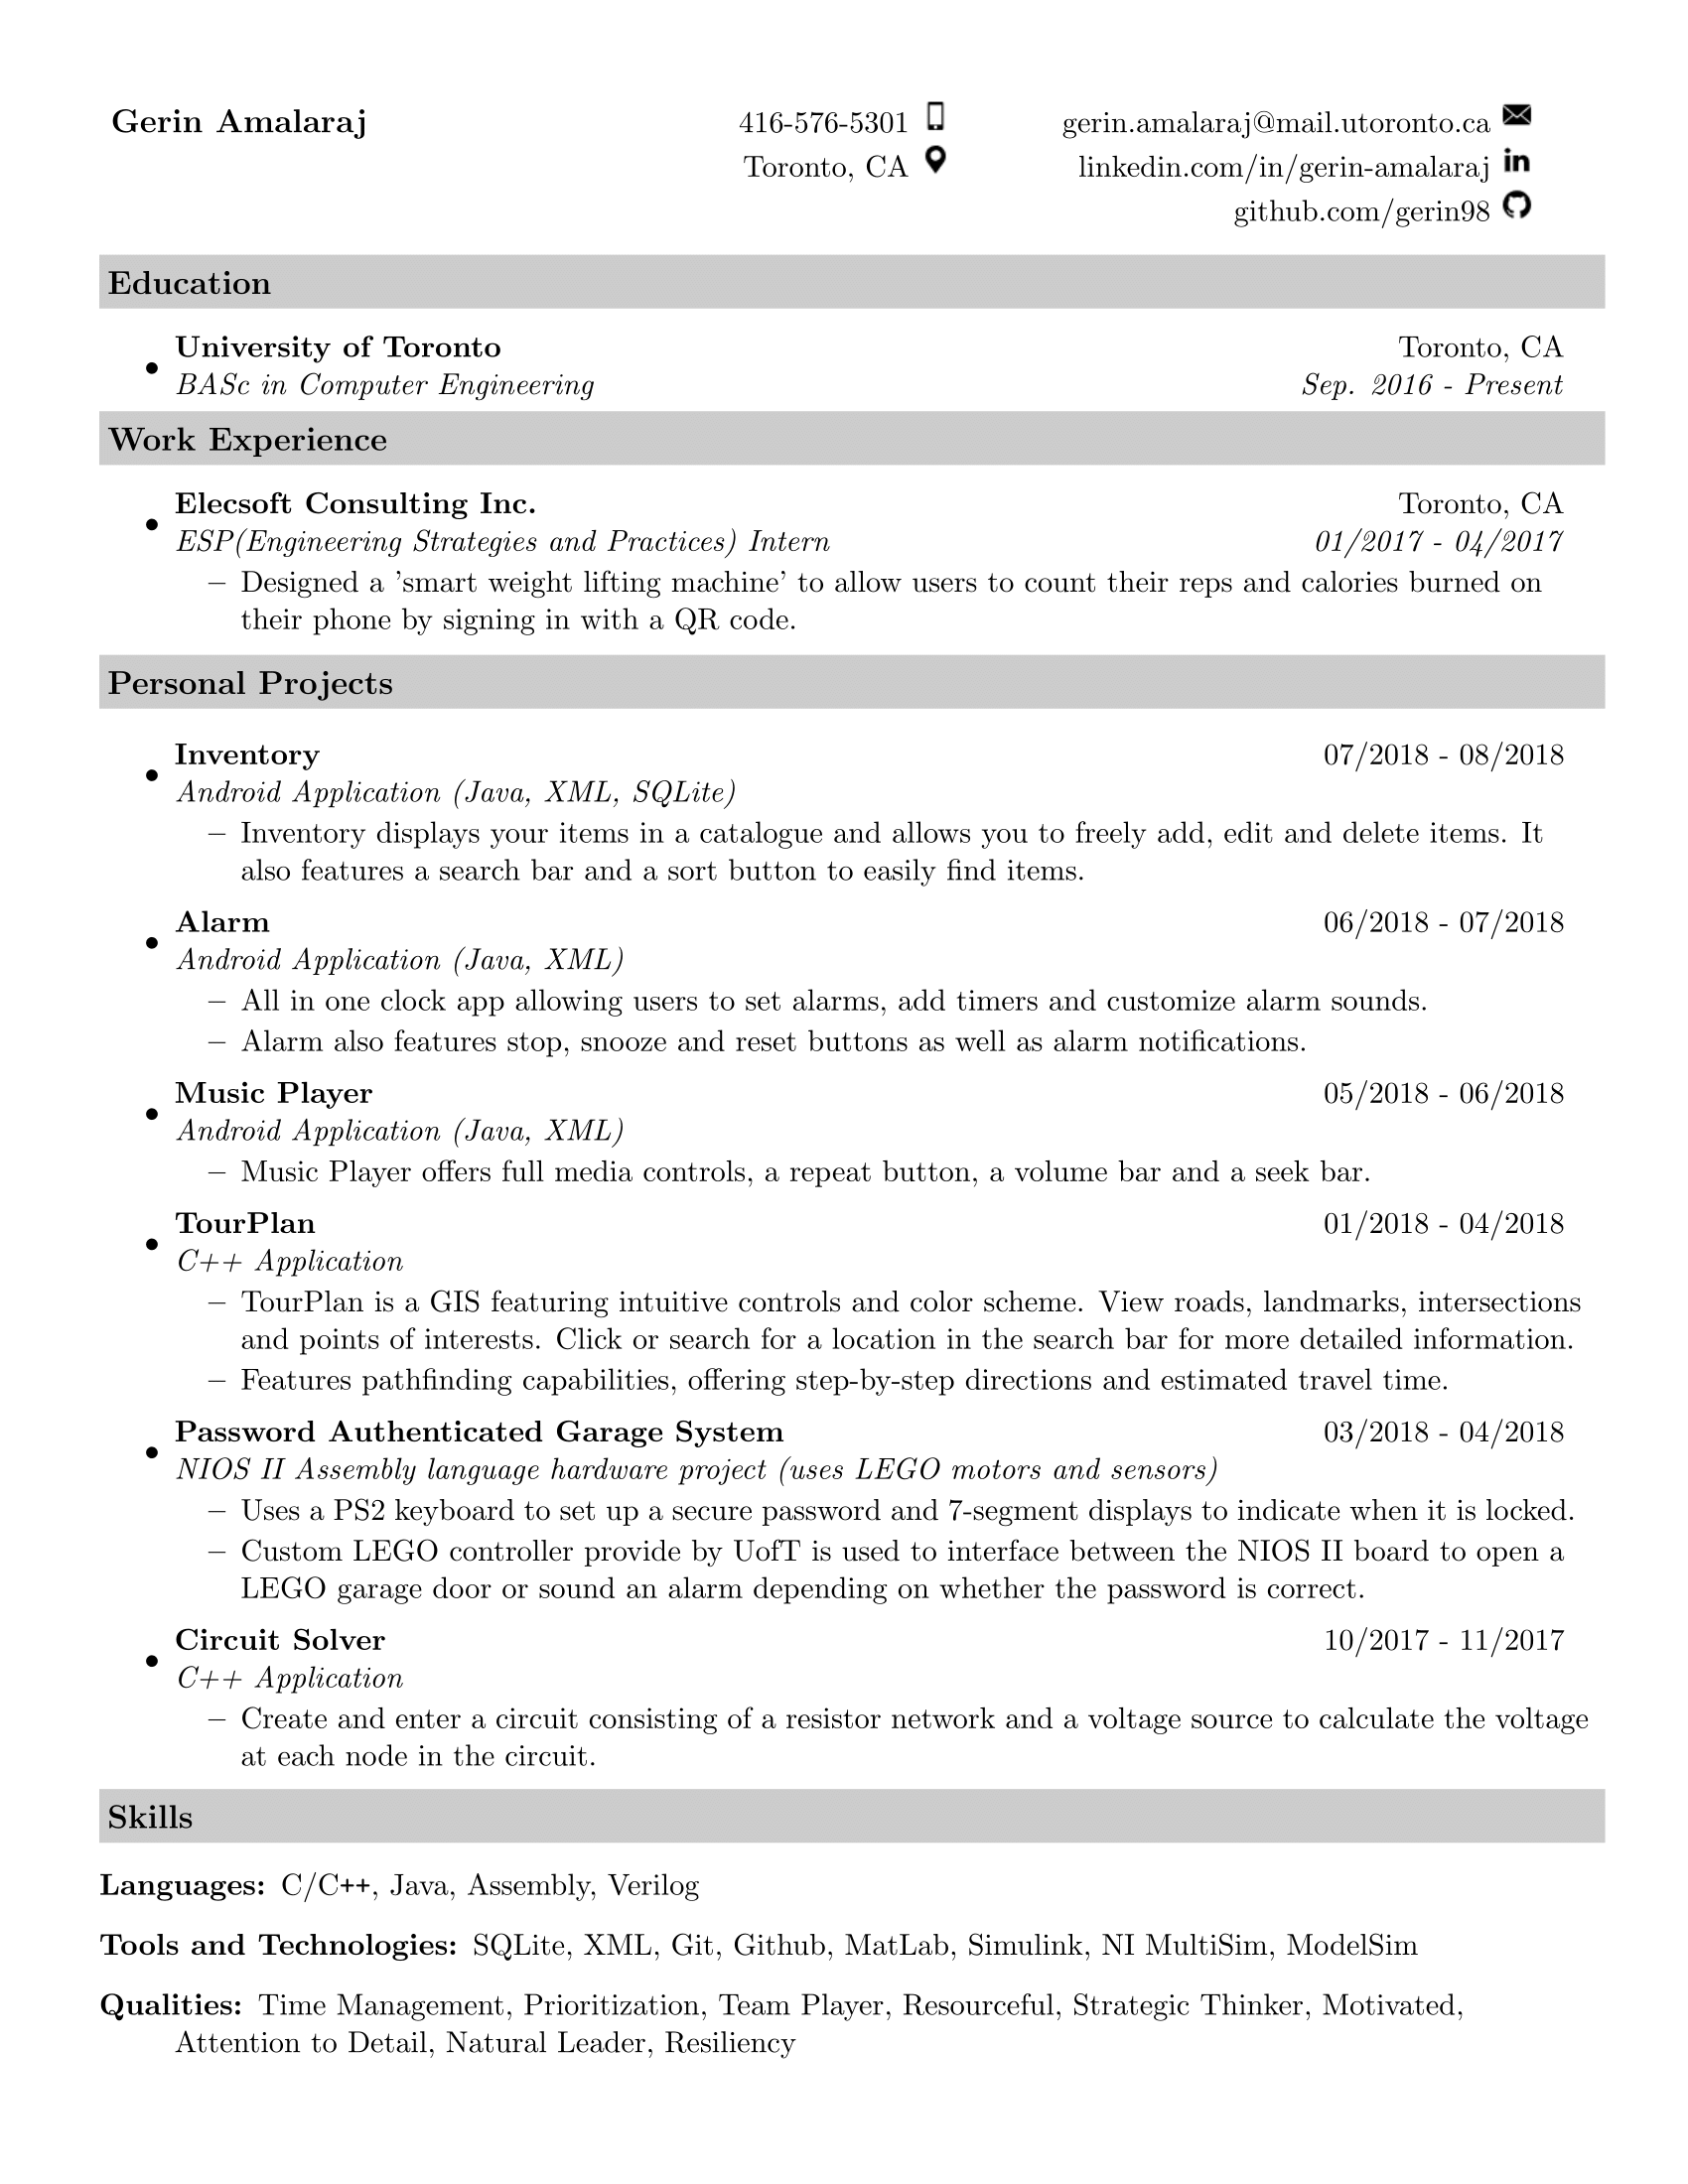 Gerin Amalaraj
416-576-5301
Toronto, CA
gerin.amalaraj@mail.utoronto.ca
linkedin.com/in/gerin-amalaraj
github.com/gerin98
Education
• University of Toronto Toronto, CA
BASc in Computer Engineering Sep. 2016 - Present
Work Experience
• Elecsoft Consulting Inc. Toronto, CA
ESP(Engineering Strategies and Practices) Intern 01/2017 - 04/2017
– Designed a 'smart weight lifting machine' to allow users to count their reps and calories burned on
their phone by signing in with a QR code.
Personal Projects
• Inventory 07/2018 - 08/2018
Android Application (Java, XML, SQLite)
– Inventory displays your items in a catalogue and allows you to freely add, edit and delete items. It
also features a search bar and a sort button to easily find items.
• Alarm 06/2018 - 07/2018
Android Application (Java, XML)
– All in one clock app allowing users to set alarms, add timers and customize alarm sounds.
– Alarm also features stop, snooze and reset buttons as well as alarm notifications.
• Music Player 05/2018 - 06/2018
Android Application (Java, XML)
– Music Player offers full media controls, a repeat button, a volume bar and a seek bar.
• TourPlan 01/2018 - 04/2018
C++ Application
– TourPlan is a GIS featuring intuitive controls and color scheme. View roads, landmarks, intersections
and points of interests. Click or search for a location in the search bar for more detailed information.
– Features pathfinding capabilities, offering step-by-step directions and estimated travel time.
• Password Authenticated Garage System 03/2018 - 04/2018
NIOS II Assembly language hardware project (uses LEGO motors and sensors)
– Uses a PS2 keyboard to set up a secure password and 7-segment displays to indicate when it is locked.
– Custom LEGO controller provide by UofT is used to interface between the NIOS II board to open a
LEGO garage door or sound an alarm depending on whether the password is correct.
• Circuit Solver 10/2017 - 11/2017
C++ Application
– Create and enter a circuit consisting of a resistor network and a voltage source to calculate the voltage
at each node in the circuit.
Skills
Languages: C/C++, Java, Assembly, Verilog
Tools and Technologies: SQLite, XML, Git, Github, MatLab, Simulink, NI MultiSim, ModelSim
Qualities: Time Management, Prioritization, Team Player, Resourceful, Strategic Thinker, Motivated,
Attention to Detail, Natural Leader, Resiliency